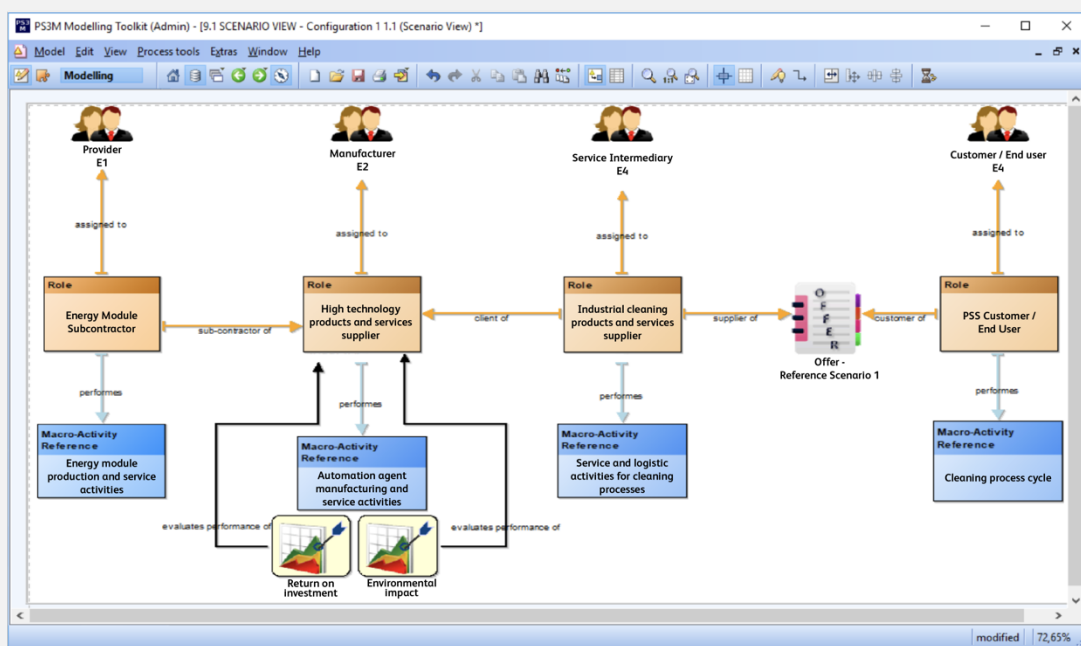 PS3M Modelling Toolkit (Admin) - [9.1 SCENARIO VIEW - Configuration 1 1.1 (Scenario View) *]
Model Edit View Process tools Extras Window Help
Modelling
Provider
E1
Manufacturer
E2
Service Intermediary
E4
Customer / End user
E4
assigned to
assigned to
assigned to
assigned to
Role
Energy Module
Subcontractor
sub-contractor of
Role
High technology
products and services
supplier
client of
Role
Industrial cleaning
products and services
supplier
supplier of
OFFER
Offer -
Reference Scenario 1
customer of
Role
PSS Customer /
End User
performes
performes
performes
performes
Macro-Activity
Reference
Energy module
production and service
activities
Macro-Activity
Reference
Automation agent
manufacturing and
service activities
Macro-Activity
Reference
Service and logistic
activities for cleaning
processes
Macro-Activity
Reference
Cleaning process cycle
evaluates performance of
evaluates performance of
Return on
investment
Environmental
impact
modified 72,65%